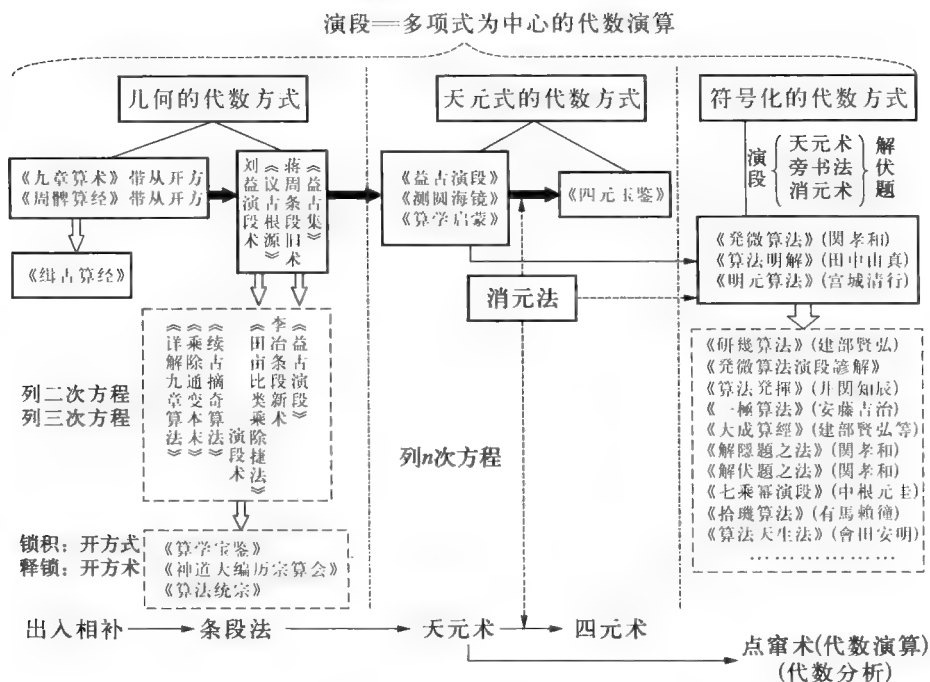 演段——多项式为中心的代数演算
几何的代数方式
《九章算术》带从开方
《周髀算经》带从开方
《缉古算经》
刘益演段术
《议古根源》
蒋周条段旧术
《益古集》
《详解九章算法》
《乘除通变本末》
《续古摘奇算法》
演段术
《田亩比类乘除捷法》
李冶条段新术
《益古演段》
列二次方程
列三次方程
锁积：开方式
释锁：开方术
《算学宝鉴》
《神道大编历宗算会》
《算法统宗》
天元式的代数方式
《益古演段》
《测圆海镜》
《算学启蒙》
《四元玉鉴》
消元法
列n次方程
符号化的代数方式
演段
天元术
旁书法
消元术
解伏题
《発微算法》(関孝和)
《算法明解》(田中由真)
《明元算法》(宫城清行)
《研幾算法》(建部賢弘)
《発微算法演段諺解》
《算法発揮》(井関知辰)
《一極算法》(安藤吉治)
《大成算經》(建部賢弘等)
《解隠題之法》(関孝和)
《解伏題之法》(関孝和)
《七乘冪演段》(中根元圭)
《拾璣算法》(有馬賴徸)
《算法天生法》(會田安明)
………………
出入相补
条段法
天元术
四元术
点窜术(代数演算)
(代数分析)